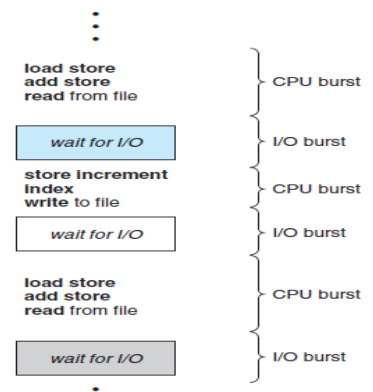 load store
add store
read from file
CPU burst
wait for I/O
I/O burst
store increment
index
write to file
CPU burst
wait for I/O
I/O burst
load store
add store
read from file
CPU burst
wait for I/O
I/O burst